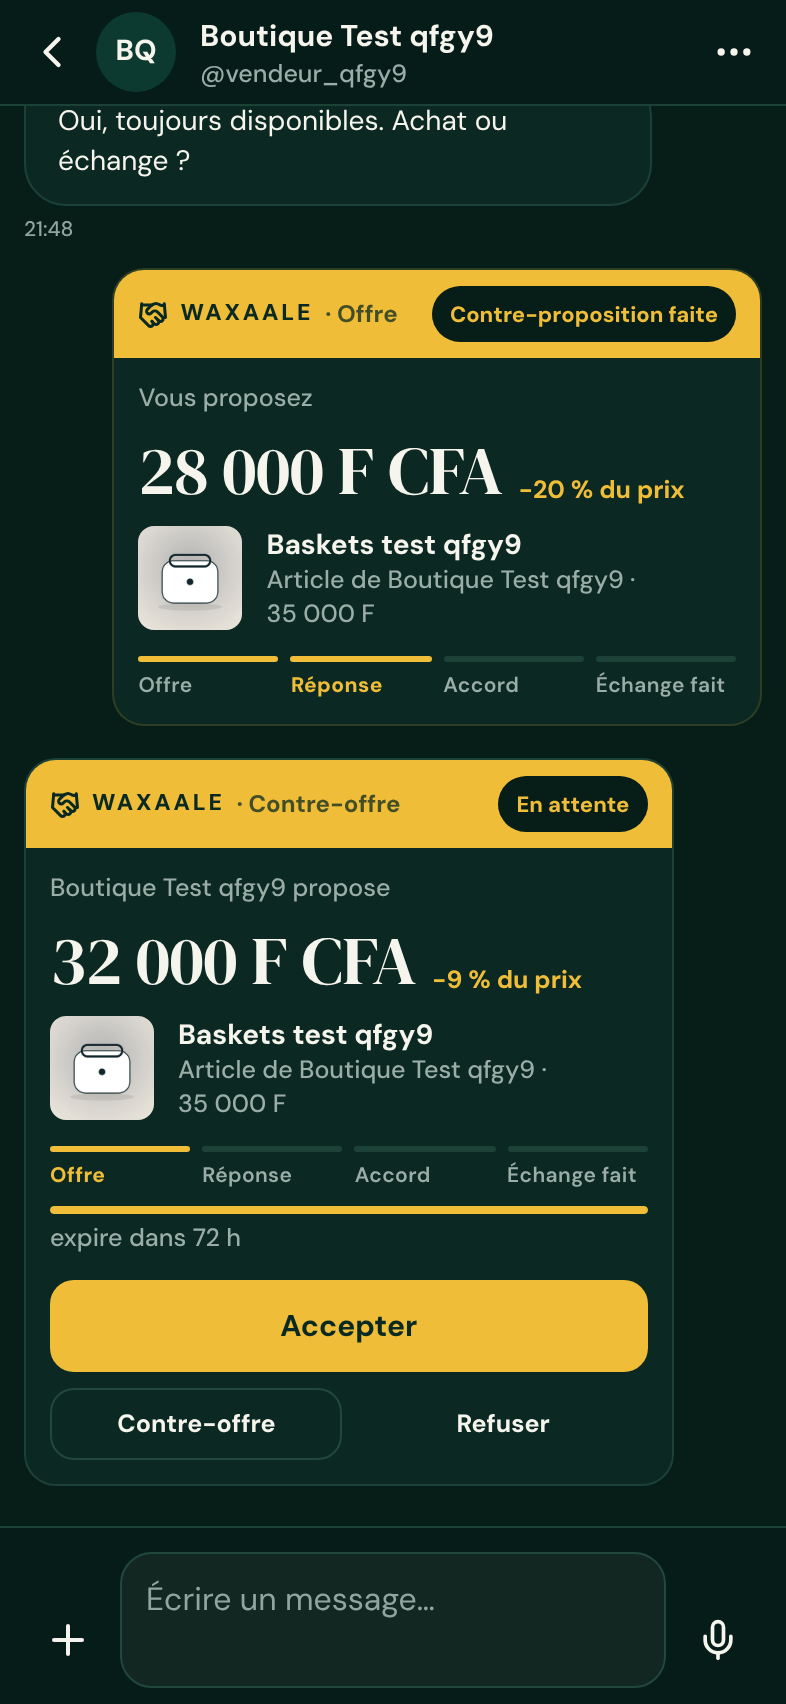 BQ
Boutique Test qfgy9
@vendeur_qfgy9
Oui, toujours disponibles. Achat ou
échange ?
21:48
WAXAALE · Offre
Contre-proposition faite
Vous proposez
28 000 F CFA -20 % du prix
Baskets test qfgy9
Article de Boutique Test qfgy9 ·
35 000 F
Offre Réponse Accord Échange fait
WAXAALE · Contre-offre
En attente
Boutique Test qfgy9 propose
32 000 F CFA -9 % du prix
Baskets test qfgy9
Article de Boutique Test qfgy9 ·
35 000 F
Offre Réponse Accord Échange fait
expire dans 72 h
Accepter
Contre-offre Refuser
Écrire un message...